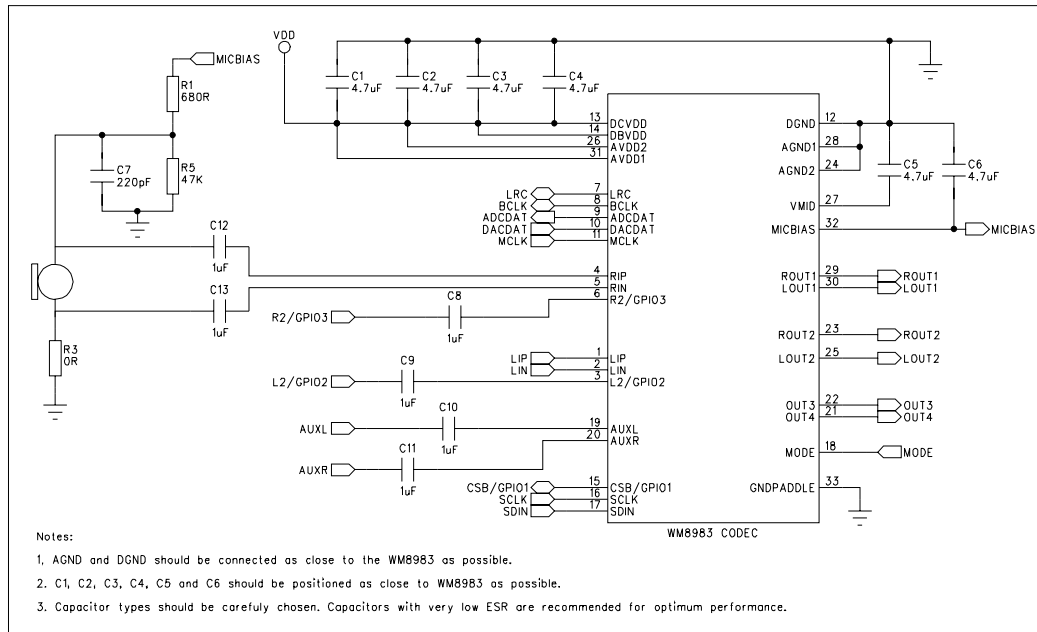 VDD
MICBIAS
R1
680R
C1
4.7uF
C2
4.7uF
C3
4.7uF
C4
4.7uF
C7
220pF
R5
47K
13 DCVDD
14 DBVDD
26 AVDD2
31 AVDD1
DGND 12
AGND1 28
AGND2 24
C5
4.7uF
C6
4.7uF
VMID 27
MICBIAS 32 MICBIAS
LRC 7 LRC
BCLK 8 BCLK
ADCDAT 9 ADCDAT
DACDAT 10 DACDAT
MCLK 11 MCLK
C12
1uF
4 RIP
C13
1uF
5 RIN
6 R2/GPIO3
R2/GPIO3
C8
1uF
R3
0R
ROUT1 29 ROUT1
LOUT1 30 LOUT1
ROUT2 23 ROUT2
LOUT2 25 LOUT2
LIP 1 LIP
LIN 2 LIN
L2/GPIO2
C9
1uF
3 L2/GPIO2
AUXL
C10
1uF
19 AUXL
AUXR
C11
1uF
20 AUXR
OUT3 22 OUT3
OUT4 21 OUT4
MODE 18 MODE
CSB/GPIO1 15 CSB/GPIO1
SCLK 16 SCLK
SDIN 17 SDIN
GNDPADDLE 33
WM8983 CODEC
Notes:
1, AGND and DGND should be connected as close to the WM8983 as possible.
2. C1, C2, C3, C4, C5 and C6 should be positioned as close to WM8983 as possible.
3. Capacitor types should be carefuly chosen. Capacitors with very low ESR are recommended for optimum performance.